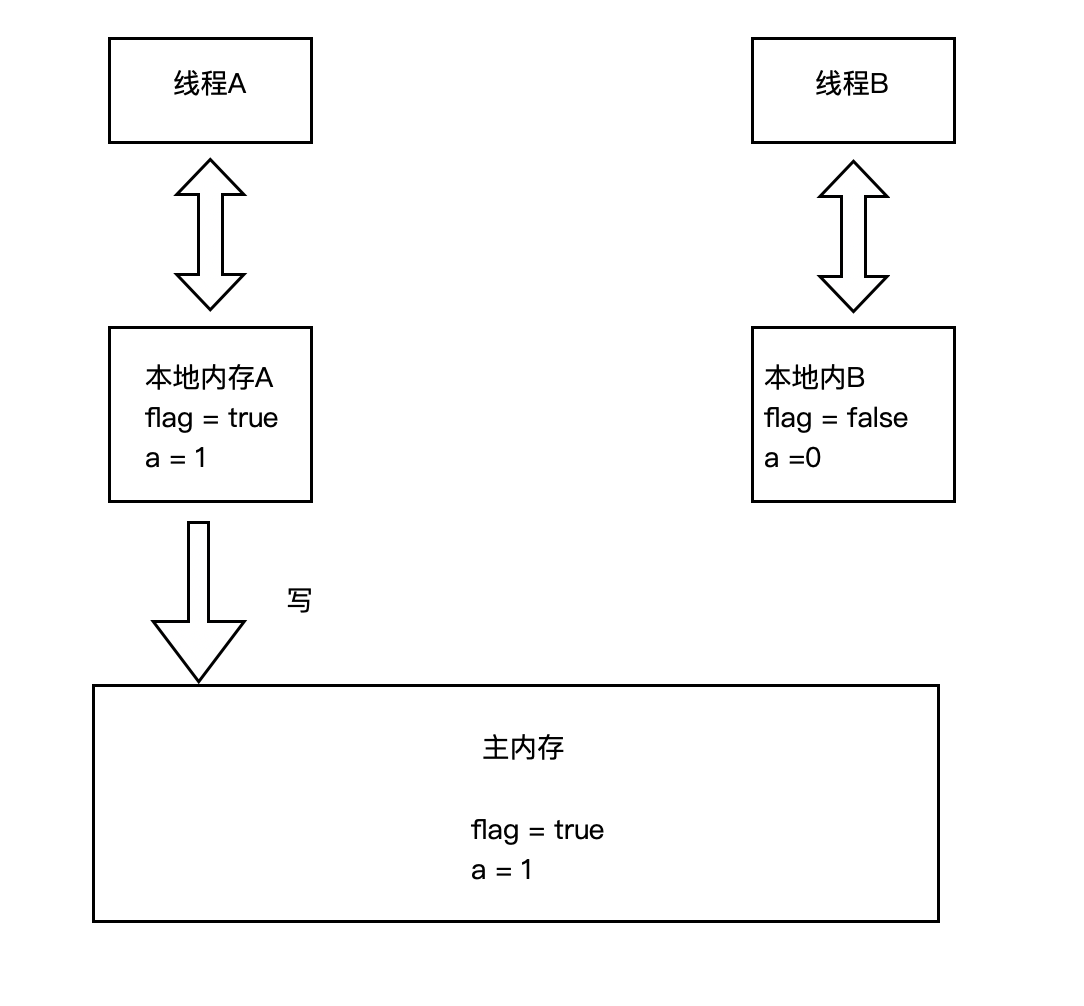 线程A
线程B
本地内存A
flag = true
a = 1
本地内B
flag = false
a =0
写
主内存
flag = true
a = 1